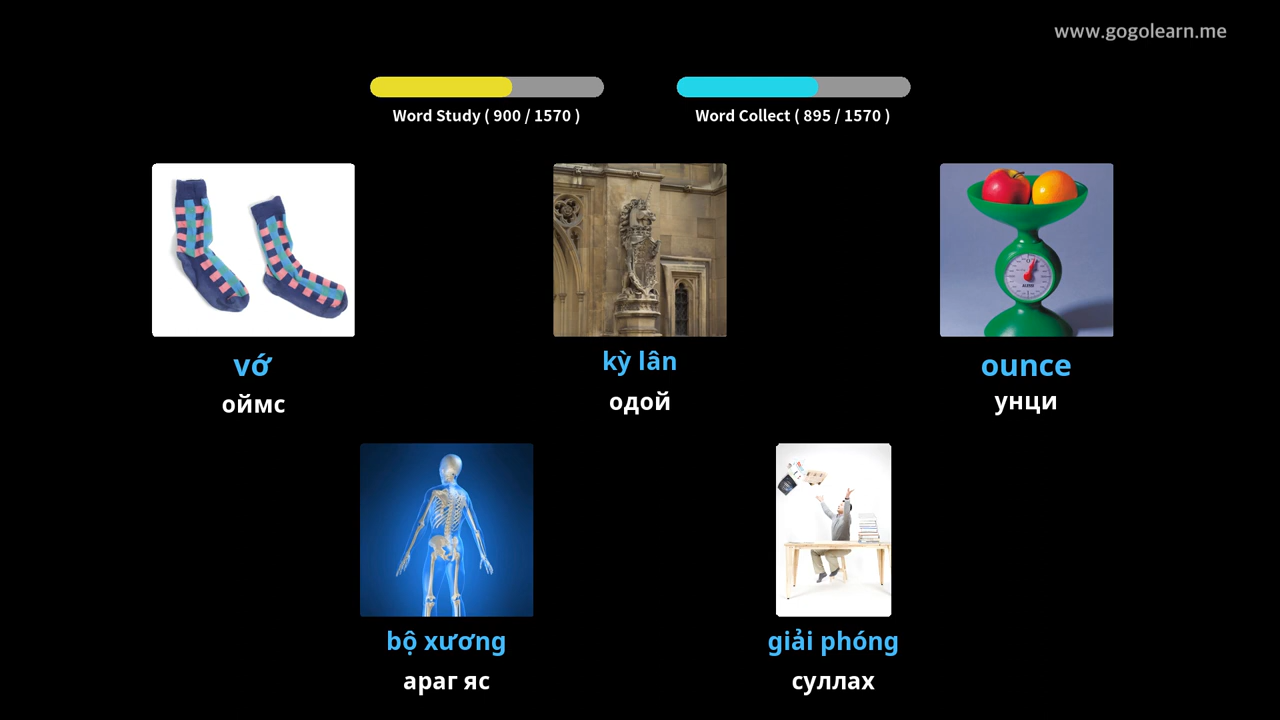 www.gogolearn.me
Word Study ( 900 / 1570 )
Word Collect ( 895 / 1570 )
vớ
оймс
kỳ lân
одой
ounce
унци
bộ xương
араг яс
giải phóng
суллах